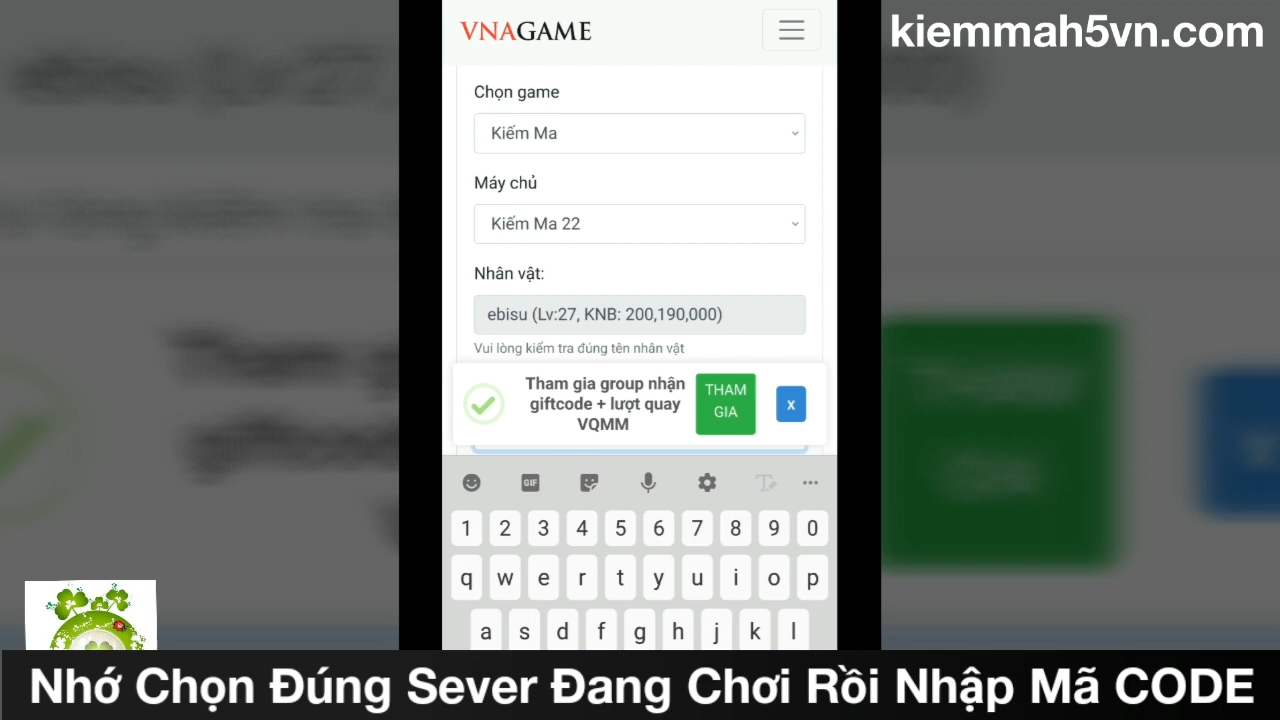 VNAGAME
kiemmah5vn.com
Chọn game
Kiếm Ma
Máy chủ
Kiếm Ma 22
Nhân vật:
ebisu (Lv:27, KNB: 200,190,000)
Vui lòng kiểm tra đúng tên nhân vật
Tham gia group nhận
giftcode + lượt quay
VQMM
THAM
GIA
x
GIF
1 2 3 4 5 6 7 8 9 0
q w e r t y u i o p
a s d f g h j k l
Nhớ Chọn Đúng Sever Đang Chơi Rồi Nhập Mã CODE